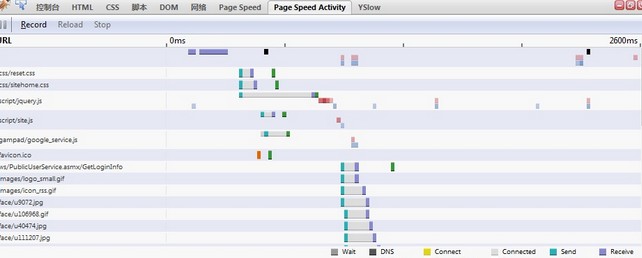 控制台 HTML CSS 脚本 DOM 网络 Page Speed Page Speed Activity YSlow
Record Reload Stop
URL 0ms 2600ms
css/reset.css
css/sitehome.css
script/jquery.js
script/site.js
gampad/google_service.js
favicon.ico
ws/PublicUserService.asmx/GetLoginInfo
images/logo_small.gif
images/icon_rss.gif
face/u9072.jpg
face/u106968.gif
face/u40474.jpg
face/u111207.jpg
Wait DNS Connect Connected Send Receive